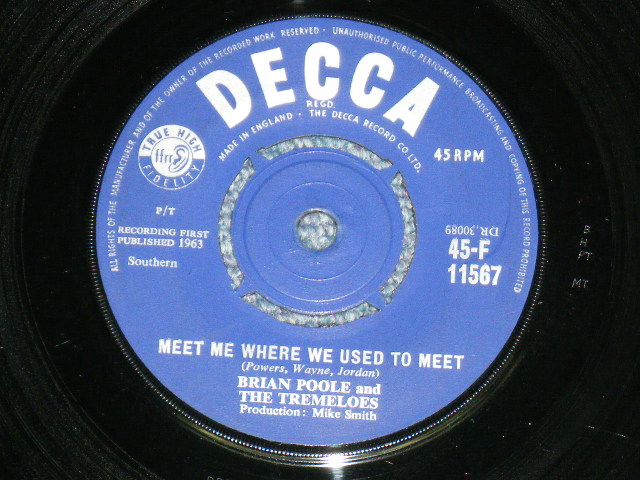 ALL RIGHTS OF THE MANUFACTURER AND OF THE OWNER OF THE RECORDED WORK RESERVED · UNAUTHORISED PUBLIC PERFORMANCE, BROADCASTING AND COPYING OF THIS RECORD PROHIBITED
DECCA
REGD.
MADE IN ENGLAND · THE DECCA RECORD CO. LTD.
TRUE HIGH
ffrr
FIDELITY
45 RPM
P/T
RECORDING FIRST
PUBLISHED 1963
Southern
DR.30089
45-F
11567
MEET ME WHERE WE USED TO MEET
(Powers, Wayne, Jordan)
BRIAN POOLE and
THE TREMELOES
Production: Mike Smith
MT